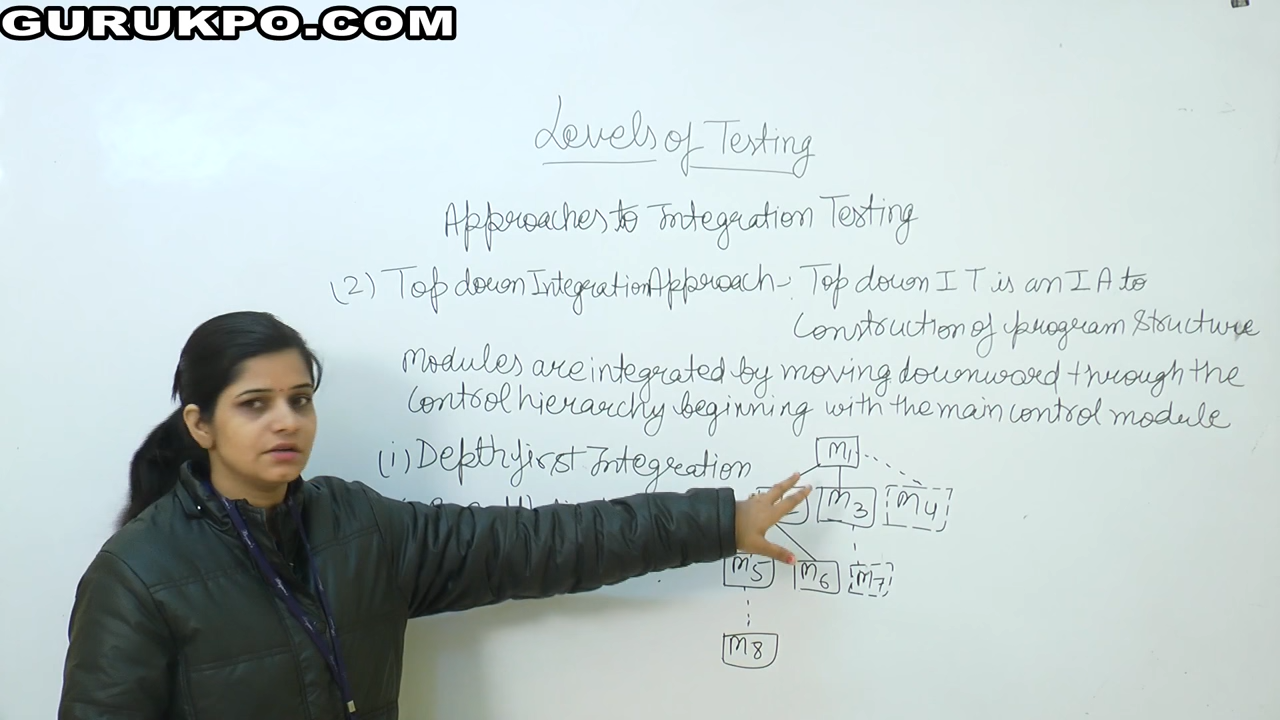 GURUKPO.COM
Levels of Testing
Approaches to Integration Testing
(2) Top down Integration Approach - Top down I T is an I A to
construction of program structure
modules are integrated by moving downward through the
control hierarchy beginning with the main control module
(i) Depth first Integration
m1
m3 m4
m5 m6 m7
m8